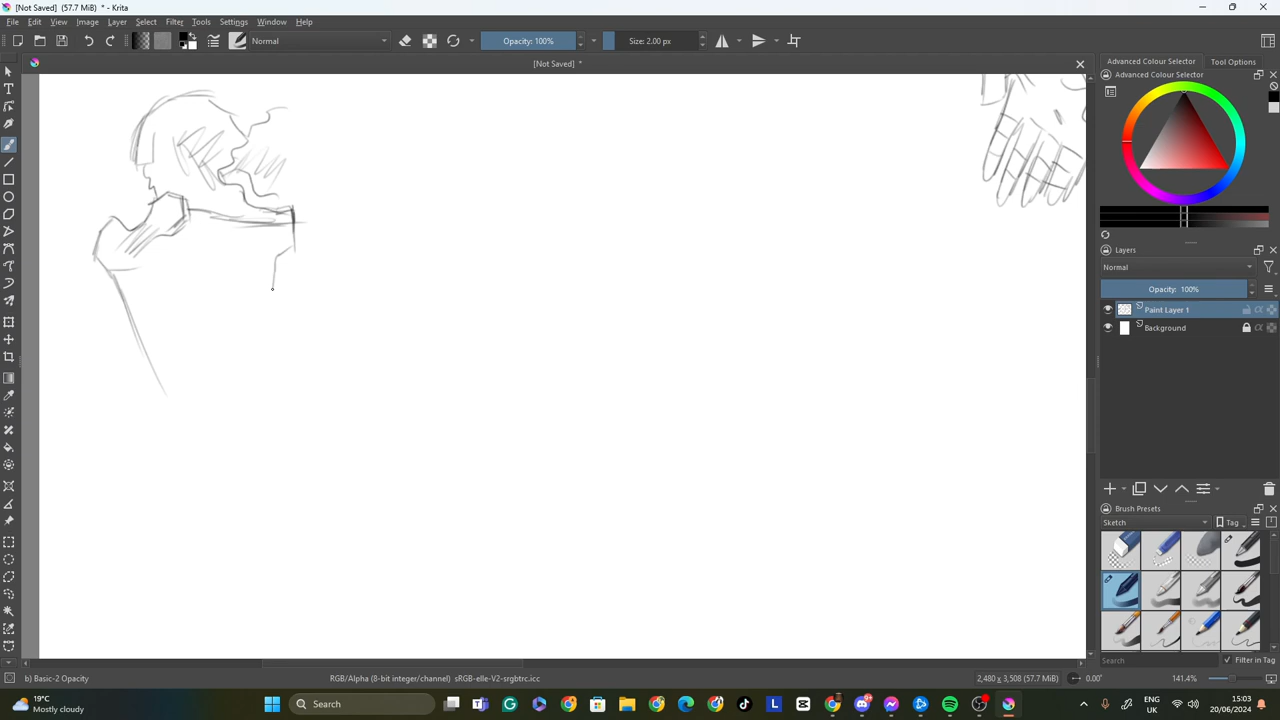 [Not Saved]  (57.7 MiB)  * - Krita
File  Edit  View  Image  Layer  Select  Filter  Tools  Settings  Window  Help
Normal  Opacity: 100%  Size: 2.00 px
[Not Saved]  *
Advanced Colour Selector  Tool Options
Advanced Colour Selector
Layers
Normal
Opacity:  100%
Paint Layer 1
Background
Brush Presets
Sketch  Tag
Search  Filter in Tag
b) Basic-2 Opacity  RGB/Alpha (8-bit integer/channel)  sRGB-elle-V2-srgbtrc.icc  2,480 x 3,508 (57.7 MiB)  0.00°  141.4%
19°C
Mostly cloudy
Search
ENG
UK
15:03
20/06/2024